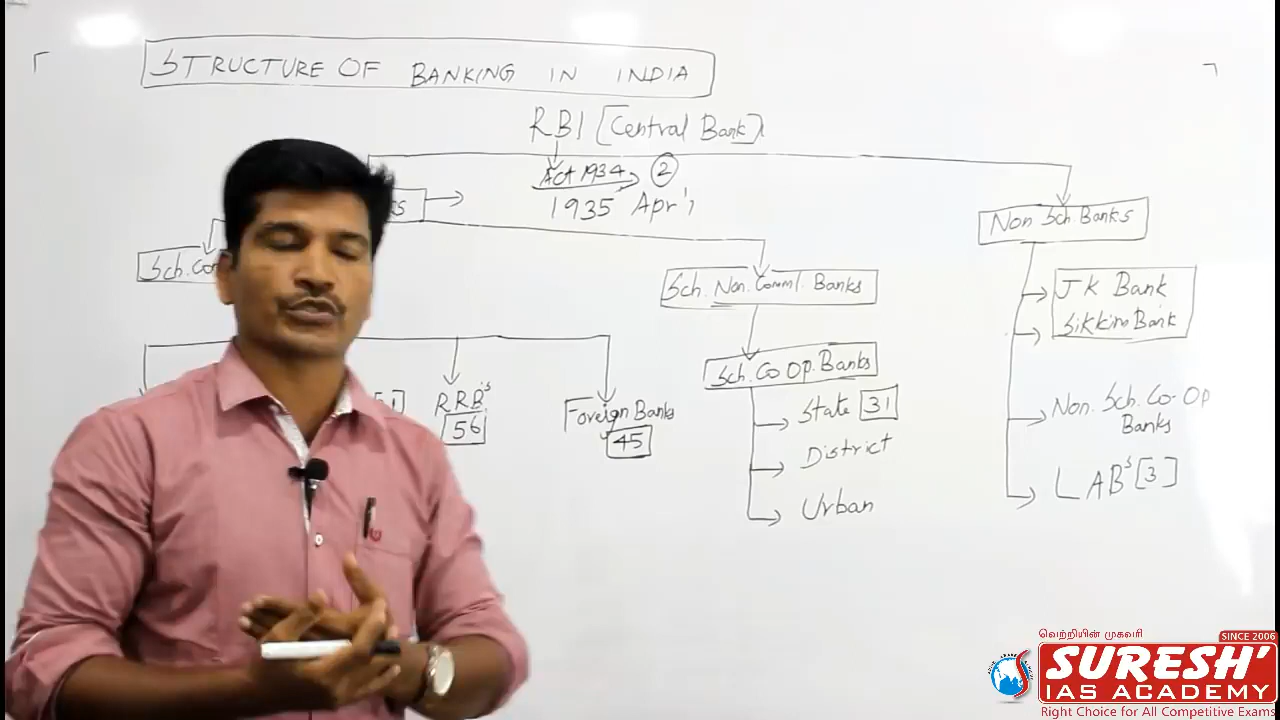 STRUCTURE OF BANKING IN INDIA
RBI [Central Bank]
Act 1934 → 2
1935 Apr'l
Non Sch. Banks
Sch. Non. Comml. Banks
JK Bank
Sikkim Bank
Sch. Co Op. Banks
RRB's
56
Foreign Banks
45
State 31
District
Urban
Non. Sch. Co-Op
Banks
LAB's [3]
வெற்றியின் முகவரி
SINCE 2006
SURESH'
IAS ACADEMY
Right Choice for All Competitive Exams